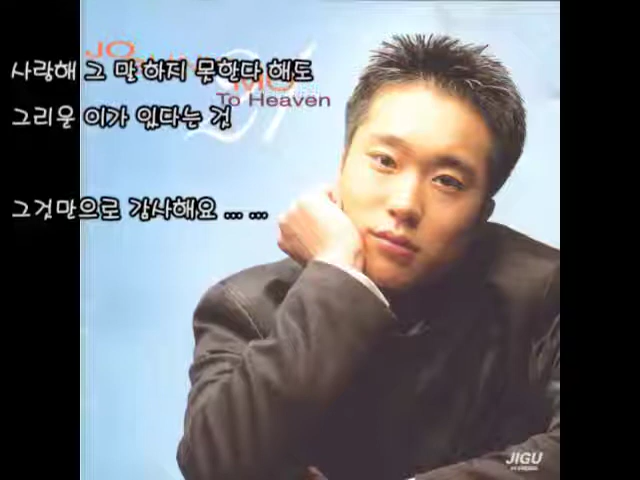 JO
사랑해 그 말 하지 못한다 해도
MO
To Heaven
그리울 이가 있다는 것
그것만으로 감사해요 ... ...
JIGU